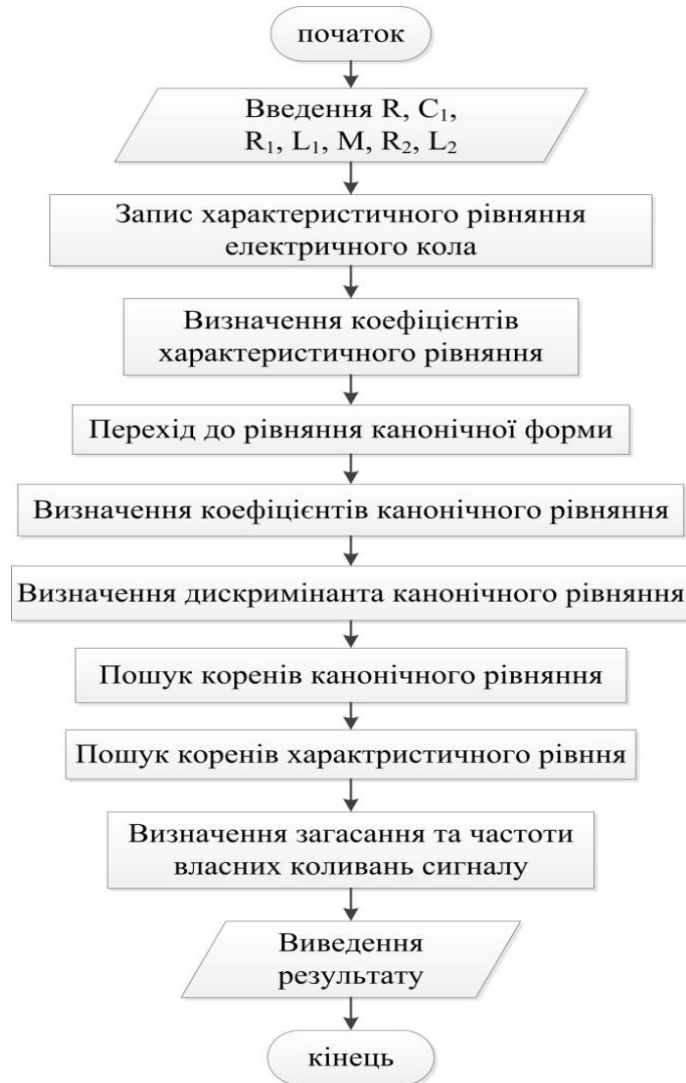 початок
Введення R, C₁,
R₁, L₁, M, R₂, L₂
Запис характеристичного рівняння
електричного кола
Визначення коефіцієнтів
характеристичного рівняння
Перехід до рівняння канонічної форми
Визначення коефіцієнтів канонічного рівняння
Визначення дискримінанта канонічного рівняння
Пошук коренів канонічного рівняння
Пошук коренів характристичного рівння
Визначення загасання та частоти
власних коливань сигналу
Виведення
результату
кінець